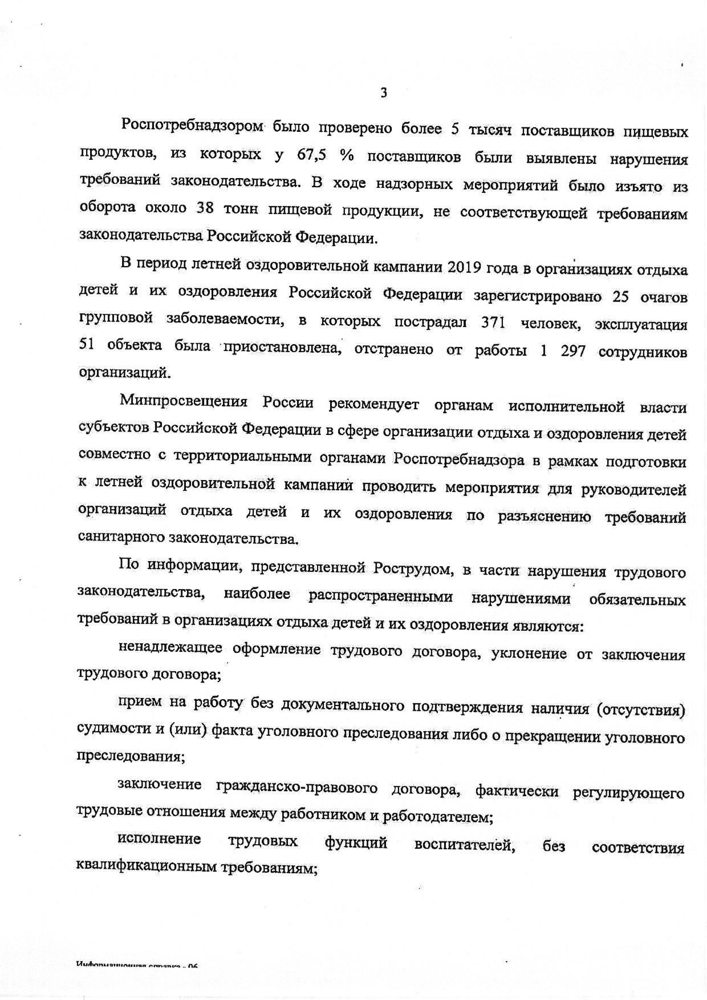 3
Роспотребнадзором было проверено более 5 тысяч поставщиков пищевых
продуктов, из которых у 67,5 % поставщиков были выявлены нарушения
требований законодательства. В ходе надзорных мероприятий было изъято из
оборота около 38 тонн пищевой продукции, не соответствующей требованиям
законодательства Российской Федерации.
В период летней оздоровительной кампании 2019 года в организациях отдыха
детей и их оздоровления Российской Федерации зарегистрировано 25 очагов
групповой заболеваемости, в которых пострадал 371 человек, эксплуатация
51 объекта была приостановлена, отстранено от работы 1 297 сотрудников
организаций.
Минпросвещения России рекомендует органам исполнительной власти
субъектов Российской Федерации в сфере организации отдыха и оздоровления детей
совместно с территориальными органами Роспотребнадзора в рамках подготовки
к летней оздоровительной кампаний проводить мероприятия для руководителей
организаций отдыха детей и их оздоровления по разъяснению требований
санитарного законодательства.
По информации, представленной Рострудом, в части нарушения трудового
законодательства, наиболее распространенными нарушениями обязательных
требований в организациях отдыха детей и их оздоровления являются:
ненадлежащее оформление трудового договора, уклонение от заключения
трудового договора;
прием на работу без документального подтверждения наличия (отсутствия)
судимости и (или) факта уголовного преследования либо о прекращении уголовного
преследования;
заключение гражданско-правового договора, фактически регулирующего
трудовые отношения между работником и работодателем;
исполнение трудовых функций воспитателей, без соответствия
квалификационным требованиям;
Информационная справка - 06